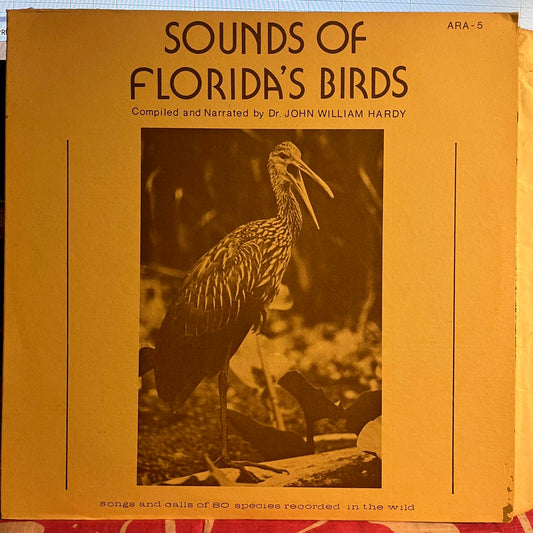 SOUNDS OF
ARA-5
FLORIDA'S BIRDS
Compiled and Narrated by Dr. JOHN WILLIAM HARDY
songs and calls of 80 species recorded in the wild